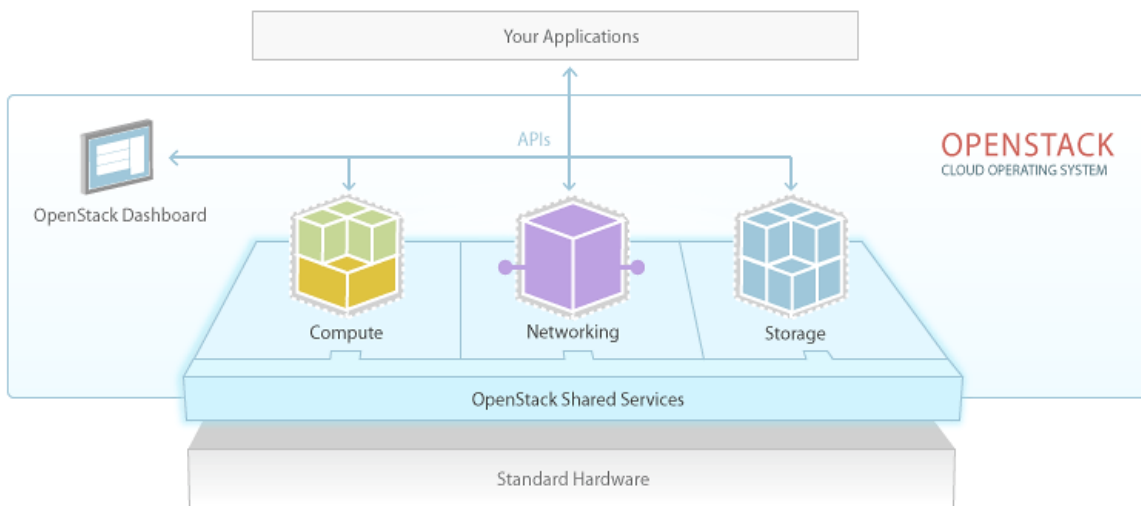 Your Applications
APIs
OPENSTACK
CLOUD OPERATING SYSTEM
OpenStack Dashboard
Compute
Networking
Storage
OpenStack Shared Services
Standard Hardware